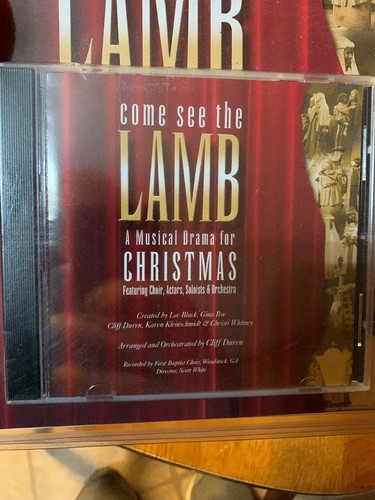 LAMB
come see the
LAMB
A Musical Drama for
CHRISTMAS
Featuring Choir, Actors, Soloists & Orchestra
Created by Lee Black, Gina Boe
Cliff Duren, Karen Kleinschmidt & Christi Whitney
Arranged and Orchestrated by Cliff Duren
Recorded by First Baptist Choir, Woodstock, GA
Director, Scott White